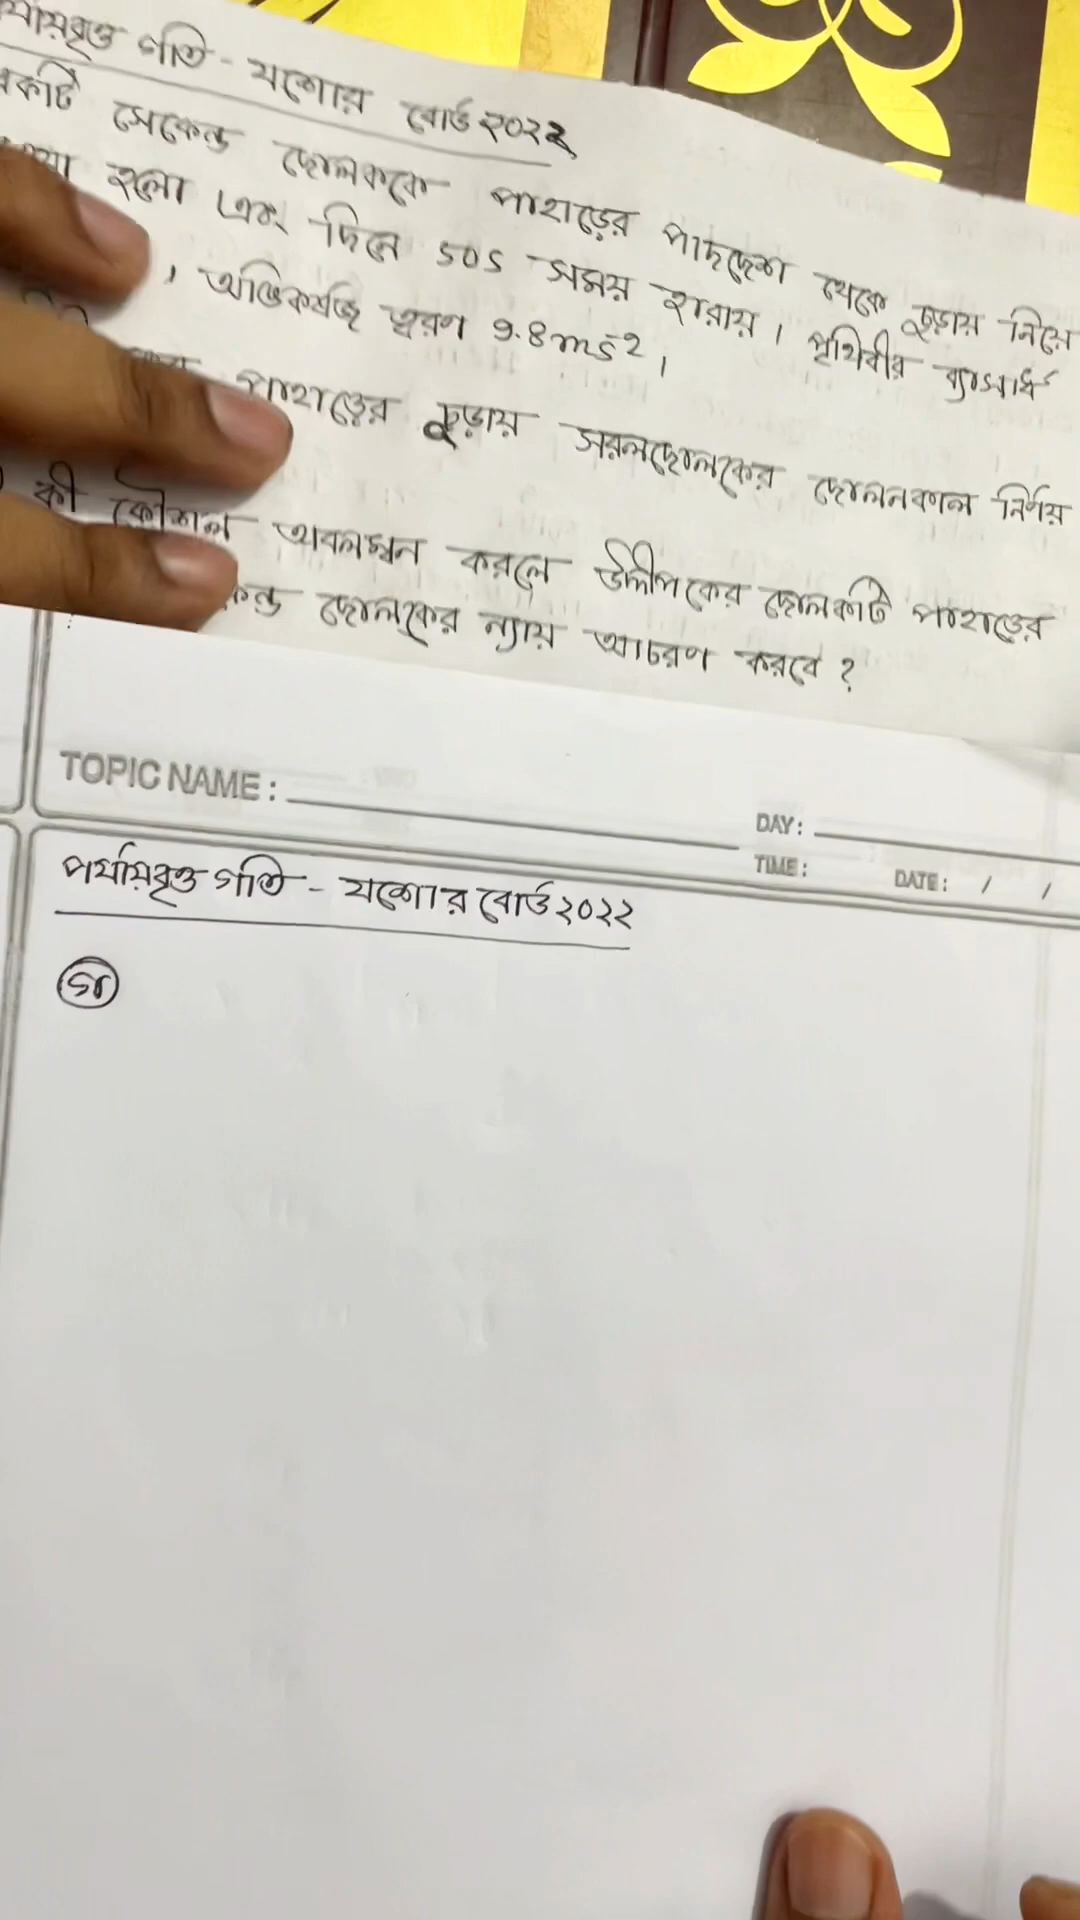 গতি - যশোর বোর্ড ২০২২
সেকেন্ড দোলককে পাহাড়ের পাদদেশ থেকে চুড়ায় নিয়ে
হলো এবং দিনে 50s সময় হারায়। পৃথিবীর ব্যাসার্ধ
, অভিকর্ষজ ত্বরণ 9.8ms-2।
পাহাড়ের চুড়ায় সরলদোলকের দোলনকাল নির্ণয়
কী কৌশল অবলম্বন করলে উদ্দীপকের দোলকটি পাহাড়ের
দোলকের ন্যায় আচরণ করবে ?
TOPIC NAME :
DAY :
TIME :
DATE : / /
পর্যায়বৃত্ত গতি - যশোর বোর্ড ২০২২
গ